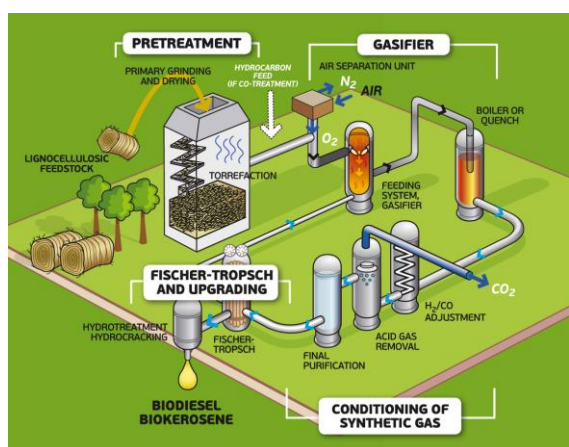 PRETREATMENT
PRIMARY GRINDING
AND DRYING
HYDROCARBON
FEED
(IF CO-TREATMENT)
GASIFIER
AIR SEPARATION UNIT
N2
AIR
O2
BOILER OR
QUENCH
LIGNOCELLULOSIC
FEEDSTOCK
TORREFACTION
FEEDING SYSTEM,
GASIFIER
FISCHER-TROPSCH
AND UPGRADING
CO2
HYDROTREATMENT
HYDROCRACKING
FISCHER-
TROPSCH
FINAL
PURIFICATION
ACID GAS
REMOVAL
H2/CO
ADJUSTMENT
BIODIESEL
BIOKEROSENE
CONDITIONING OF
SYNTHETIC GAS